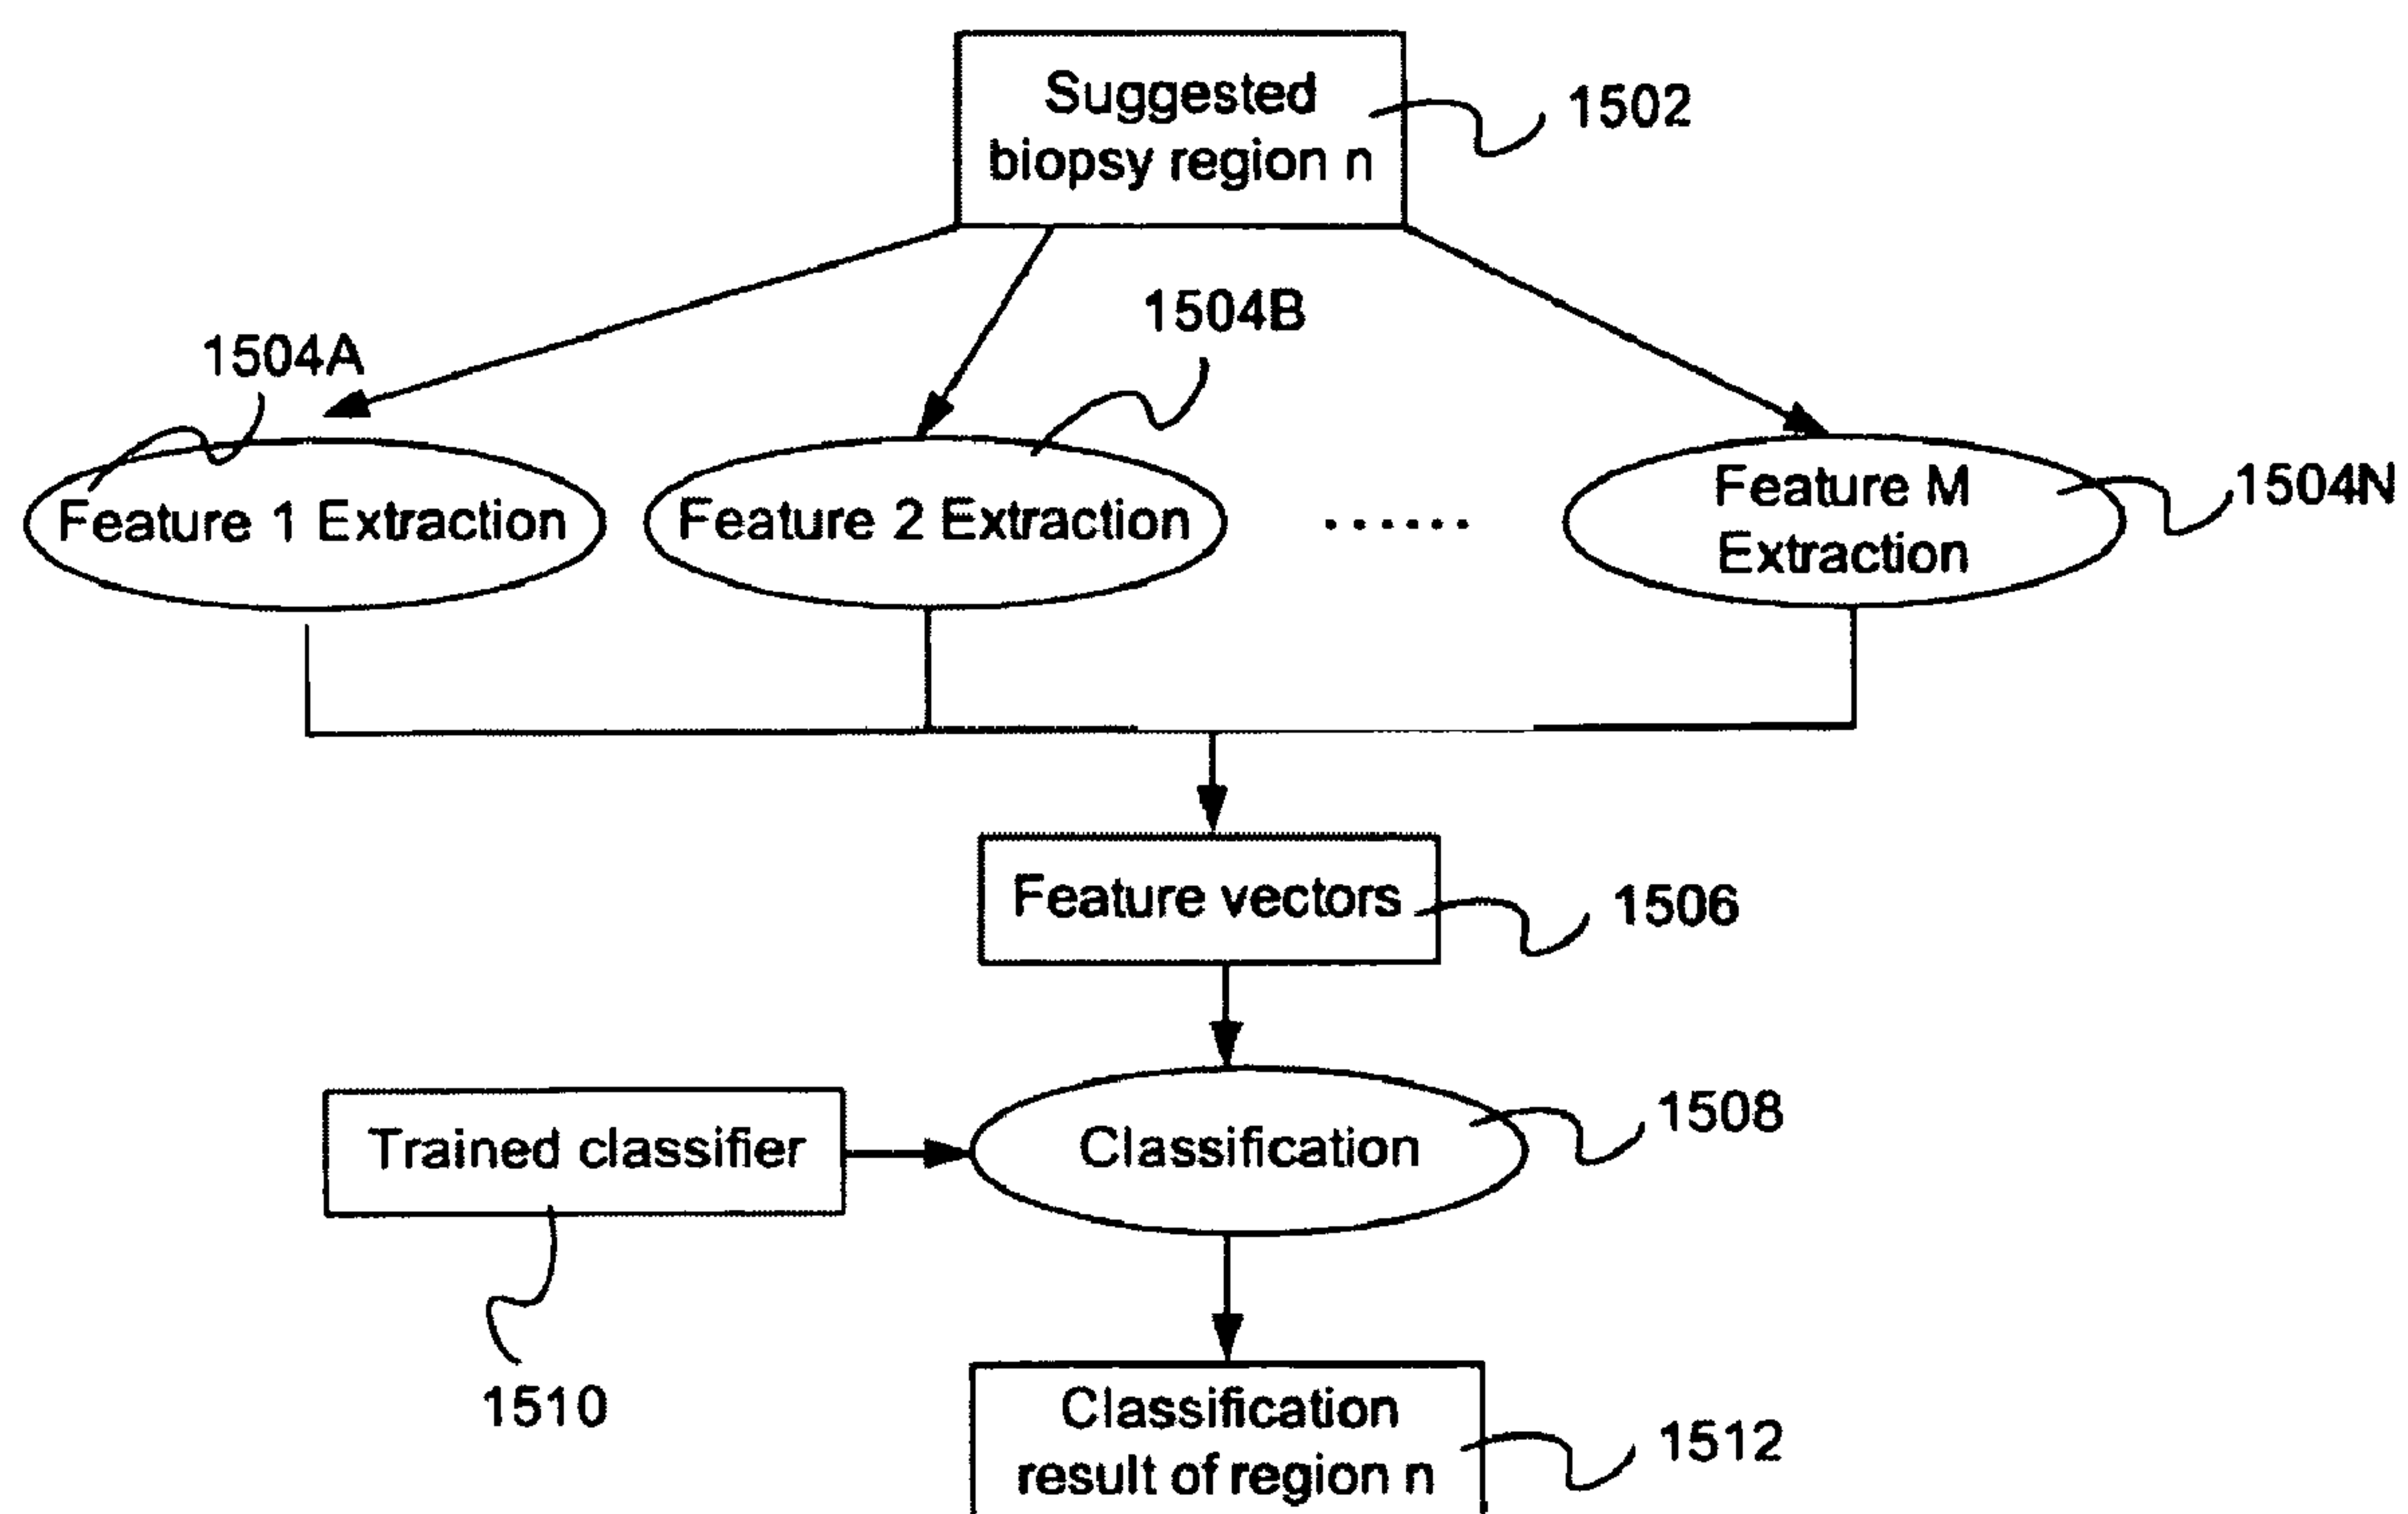 Suggested
biopsy region n
1502
1504B
1504A
Feature 1 Extraction
Feature 2 Extraction
......
Feature M
Extraction
1504N
Feature vectors
1506
Trained classifier
Classification
1508
1510
Classification
result of region n
1512